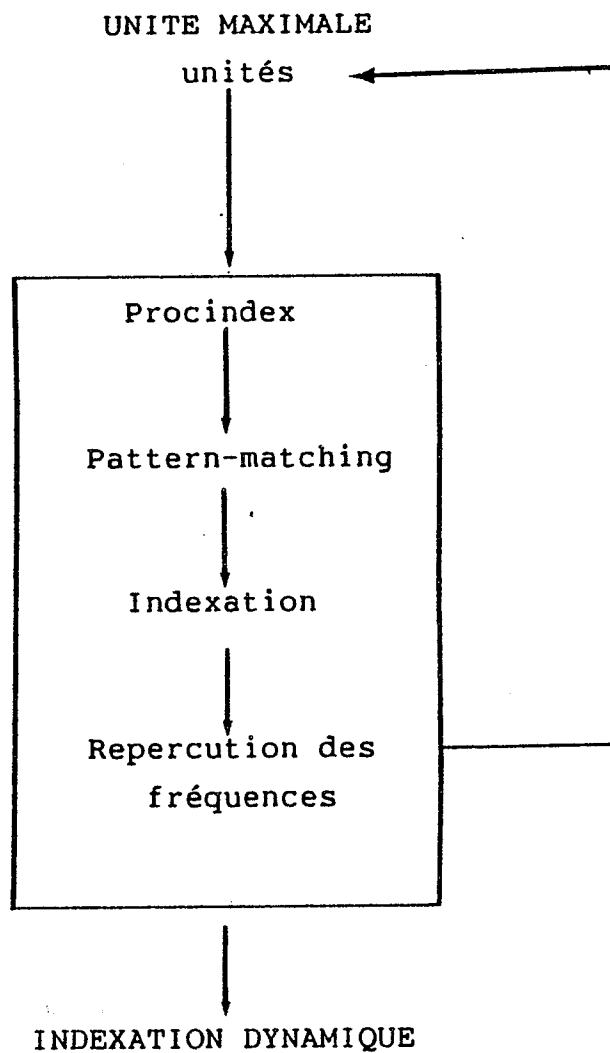 UNITE MAXIMALE
unités
Procindex
Pattern-matching
Indexation
Repercution des
fréquences
INDEXATION DYNAMIQUE